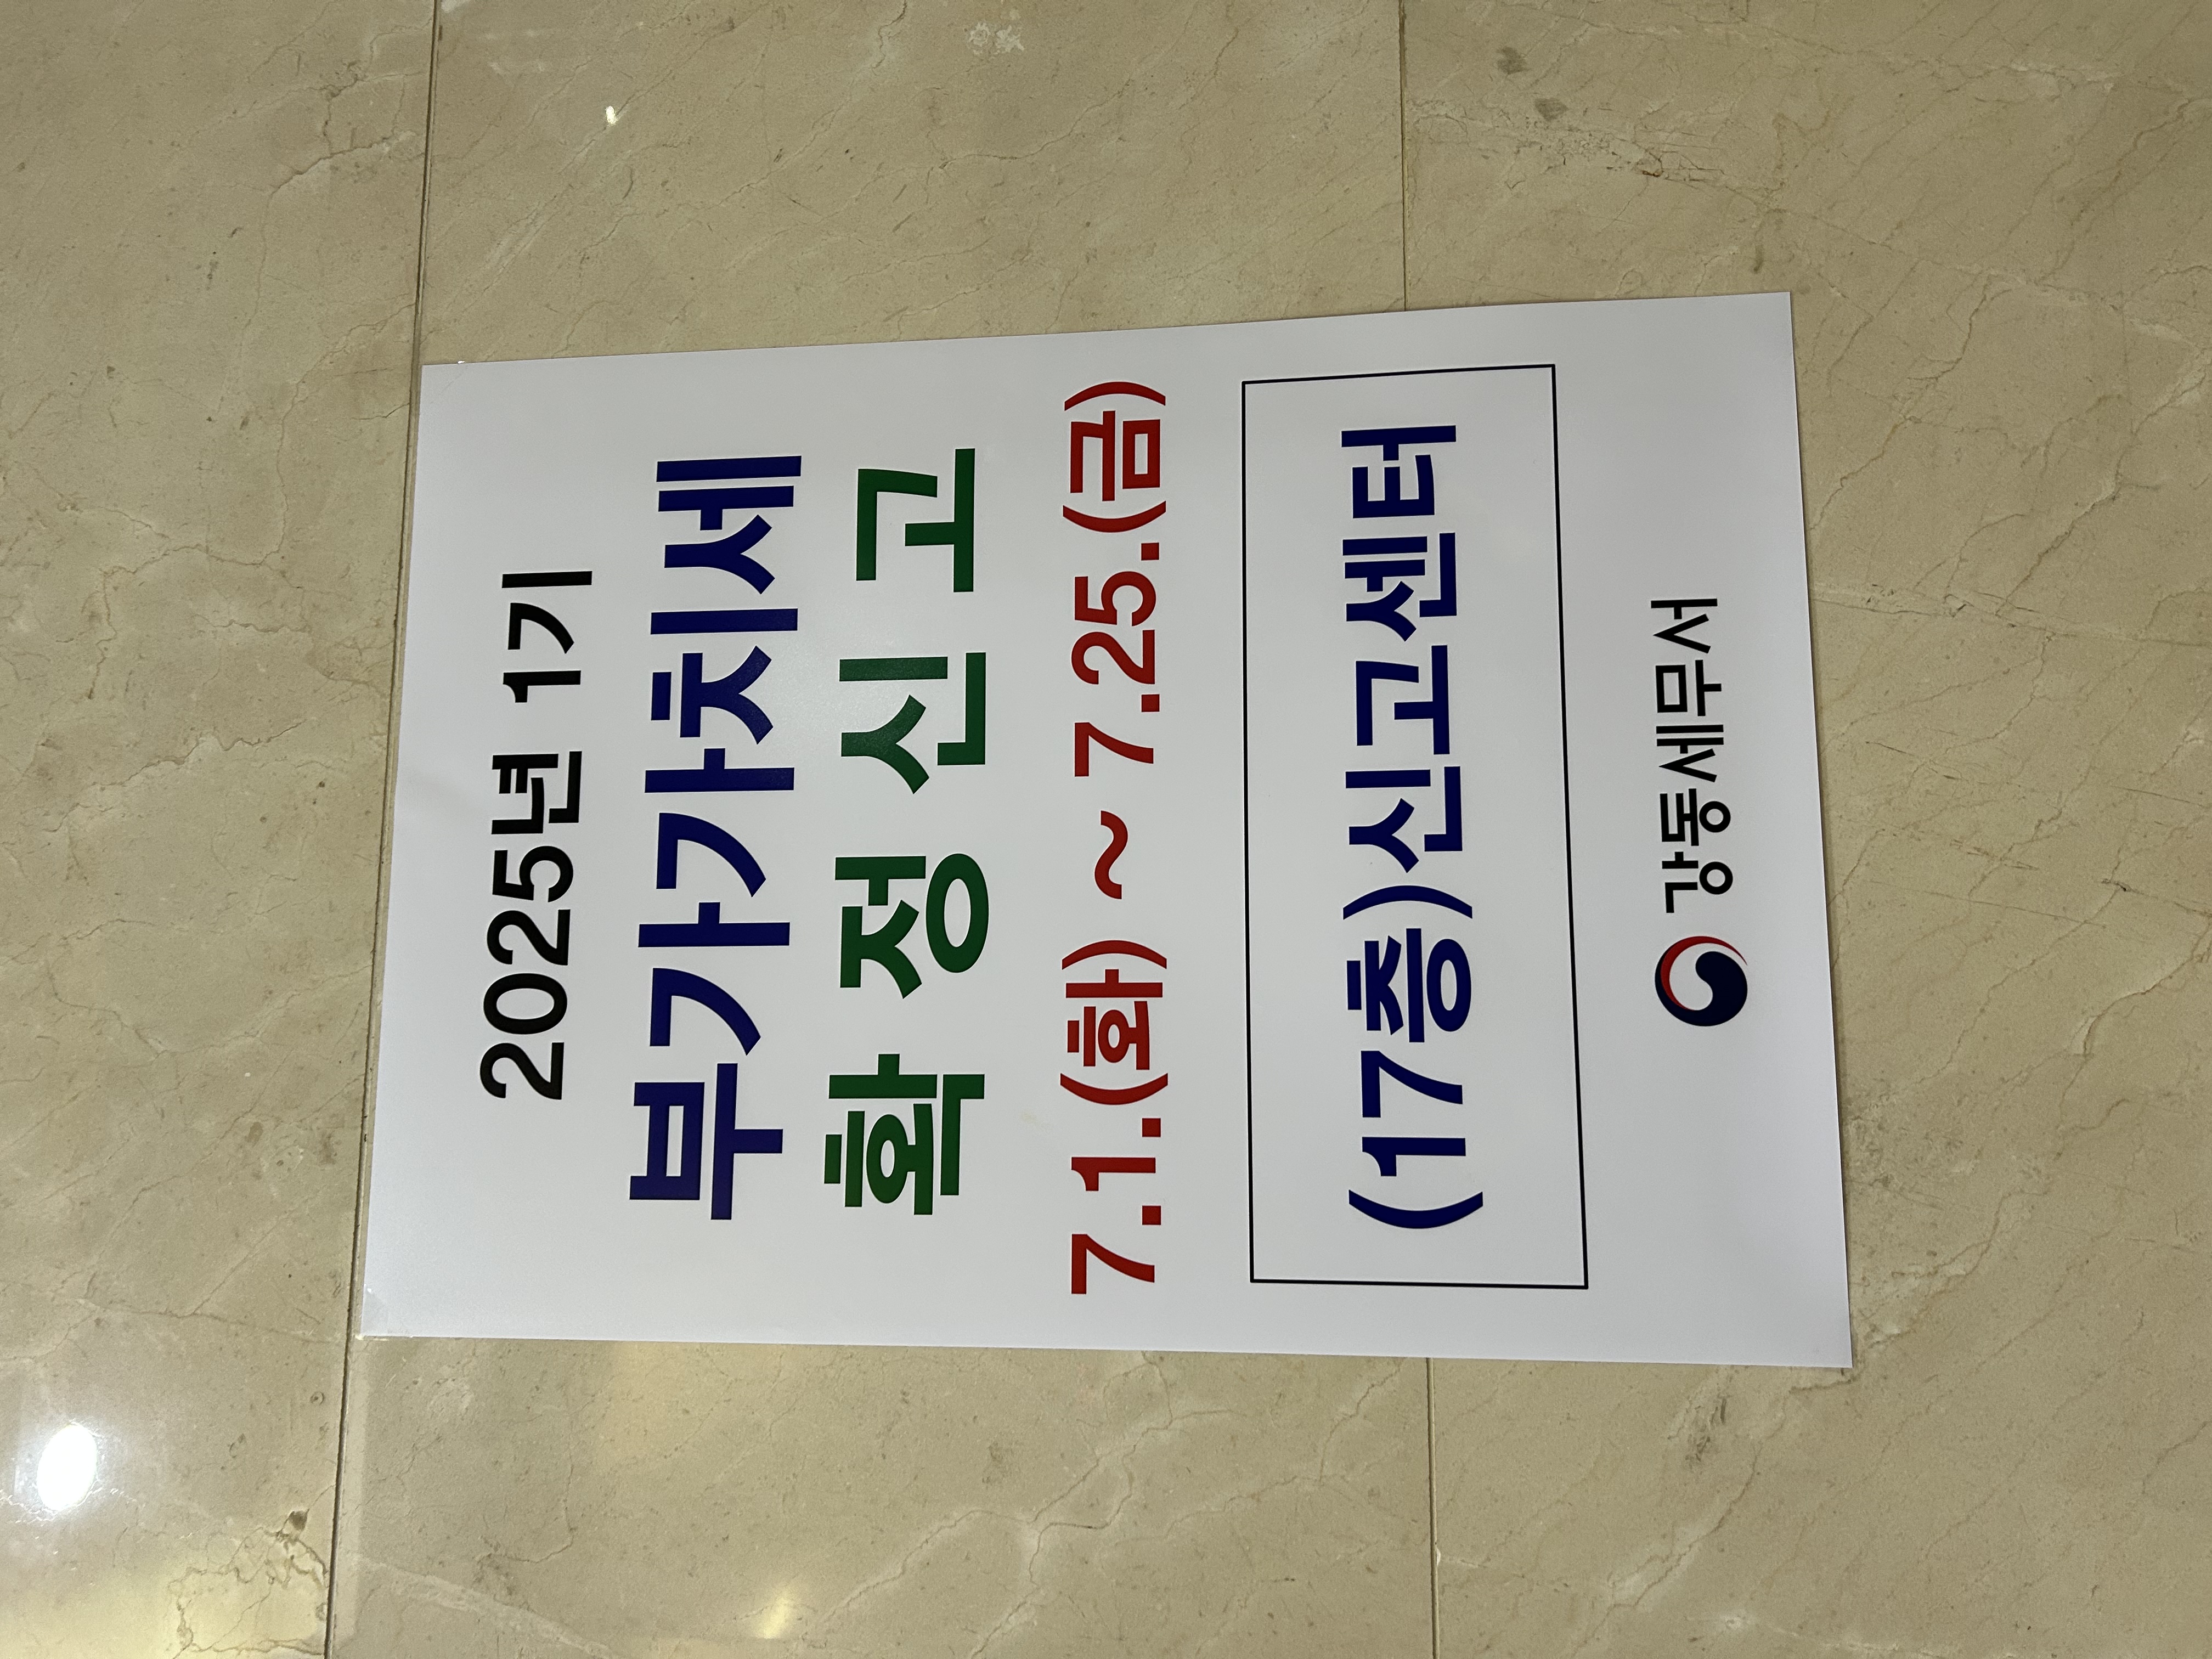 2025년 1기
부가가치세
확 정 신 고
7.1.(화) ~ 7.25.(금)
(17층)신고센터
강동세무서